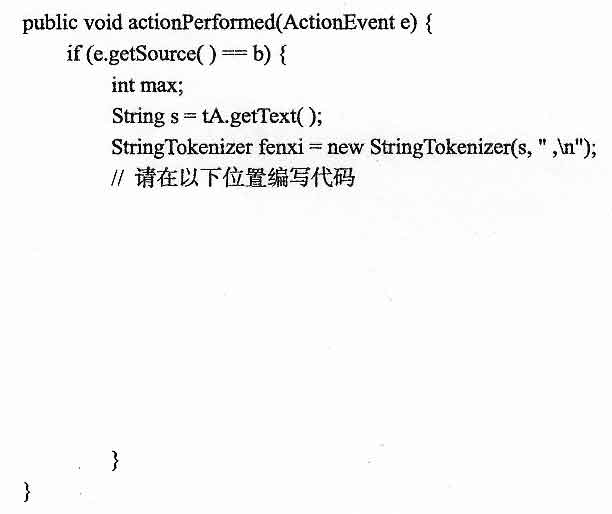 public void actionPerformed(ActionEvent e) {
if (e.getSource( ) == b) {
int max;
String s = tA.getText( );
StringTokenizer fenxi = new StringTokenizer(s, " ,\n");
// 请在以下位置编写代码
}
}